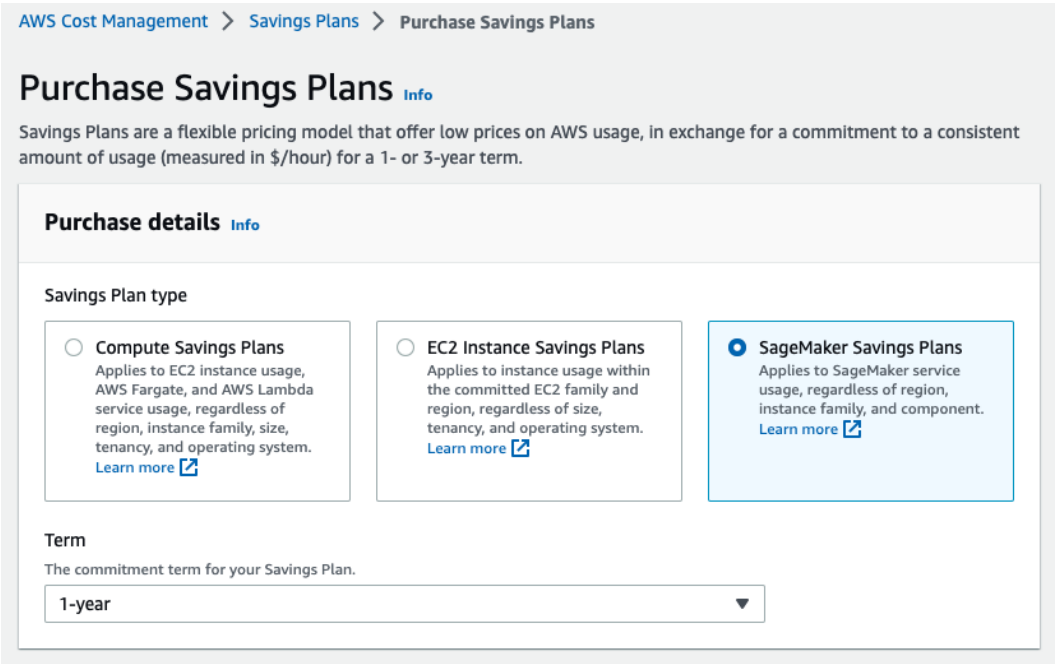 AWS Cost Management > Savings Plans > Purchase Savings Plans
Purchase Savings Plans Info
Savings Plans are a flexible pricing model that offer low prices on AWS usage, in exchange for a commitment to a consistent
amount of usage (measured in $/hour) for a 1- or 3-year term.
Purchase details Info
Savings Plan type
Compute Savings Plans
Applies to EC2 instance usage,
AWS Fargate, and AWS Lambda
service usage, regardless of
region, instance family, size,
tenancy, and operating system.
Learn more
EC2 Instance Savings Plans
Applies to instance usage within
the committed EC2 family and
region, regardless of size,
tenancy, and operating system.
Learn more
SageMaker Savings Plans
Applies to SageMaker service
usage, regardless of region,
instance family, and component.
Learn more
Term
The commitment term for your Savings Plan.
1-year